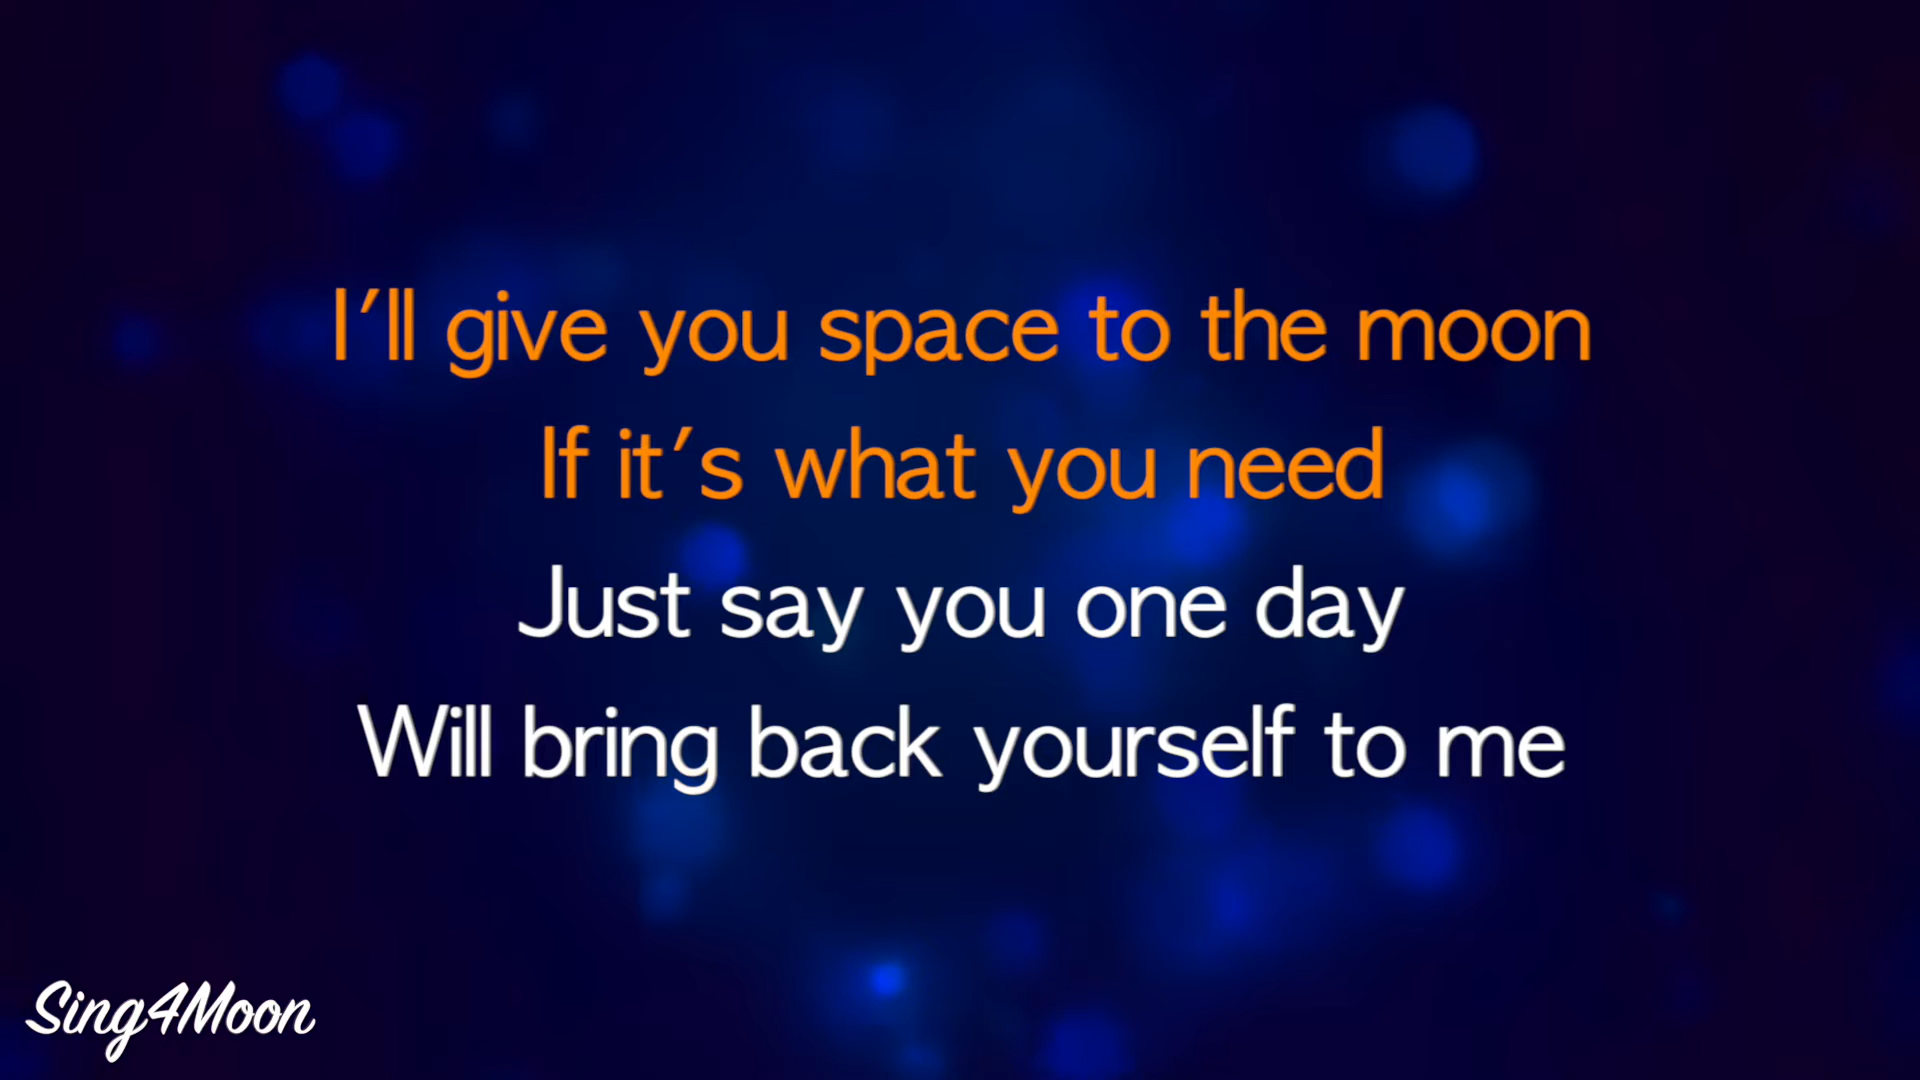 I'll give you space to the moon
If it's what you need
Just say you one day
Will bring back yourself to me
Sing4Moon